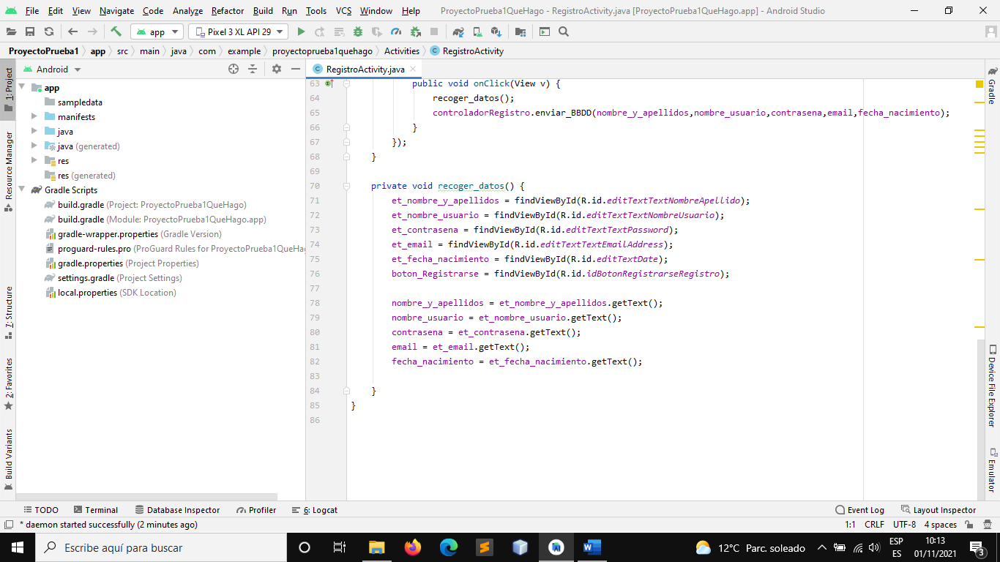 File Edit View Navigate Code Analyze Refactor Build Run Tools VCS Window Help ProyectoPrueba1QueHago - RegistroActivity.java [ProyectoPrueba1QueHago.app] - Android Studio
app Pixel 3 XL API 29
ProyectoPrueba1 app src main java com example proyectoprueba1quehago Activities RegistroActivity
1: Project
Resource Manager
7: Structure
2: Favorites
Build Variants
Android
app
sampledata
manifests
java
java (generated)
res
res (generated)
Gradle Scripts
build.gradle (Project: ProyectoPrueba1QueHago)
build.gradle (Module: ProyectoPrueba1QueHago.app)
gradle-wrapper.properties (Gradle Version)
proguard-rules.pro (ProGuard Rules for ProyectoPrueba1QueHa
gradle.properties (Project Properties)
settings.gradle (Project Settings)
local.properties (SDK Location)
RegistroActivity.java
63 public void onClick(View v) {
64 recoger_datos();
65 controladorRegistro.enviar_BBDD(nombre_y_apellidos,nombre_usuario,contrasena,email,fecha_nacimiento);
66 }
67 });
68 }
69
70 private void recoger_datos() {
71 et_nombre_y_apellidos = findViewById(R.id.editTextTextNombreApellido);
72 et_nombre_usuario = findViewById(R.id.editTextTextNombreUsuario);
73 et_contrasena = findViewById(R.id.editTextTextPassword);
74 et_email = findViewById(R.id.editTextTextEmailAddress);
75 et_fecha_nacimiento = findViewById(R.id.editTextDate);
76 boton_Registrarse = findViewById(R.id.idBotonRegistrarseRegistro);
77
78 nombre_y_apellidos = et_nombre_y_apellidos.getText();
79 nombre_usuario = et_nombre_usuario.getText();
80 contrasena = et_contrasena.getText();
81 email = et_email.getText();
82 fecha_nacimiento = et_fecha_nacimiento.getText();
83
84 }
85 }
86
Gradle
Device File Explorer
Emulator
TODO Terminal Database Inspector Profiler 6: Logcat Event Log Layout Inspector
* daemon started successfully (2 minutes ago) 1:1 CRLF UTF-8 4 spaces
Escribe aquí para buscar
12°C Parc. soleado
ESP
ES
10:13
01/11/2021
3